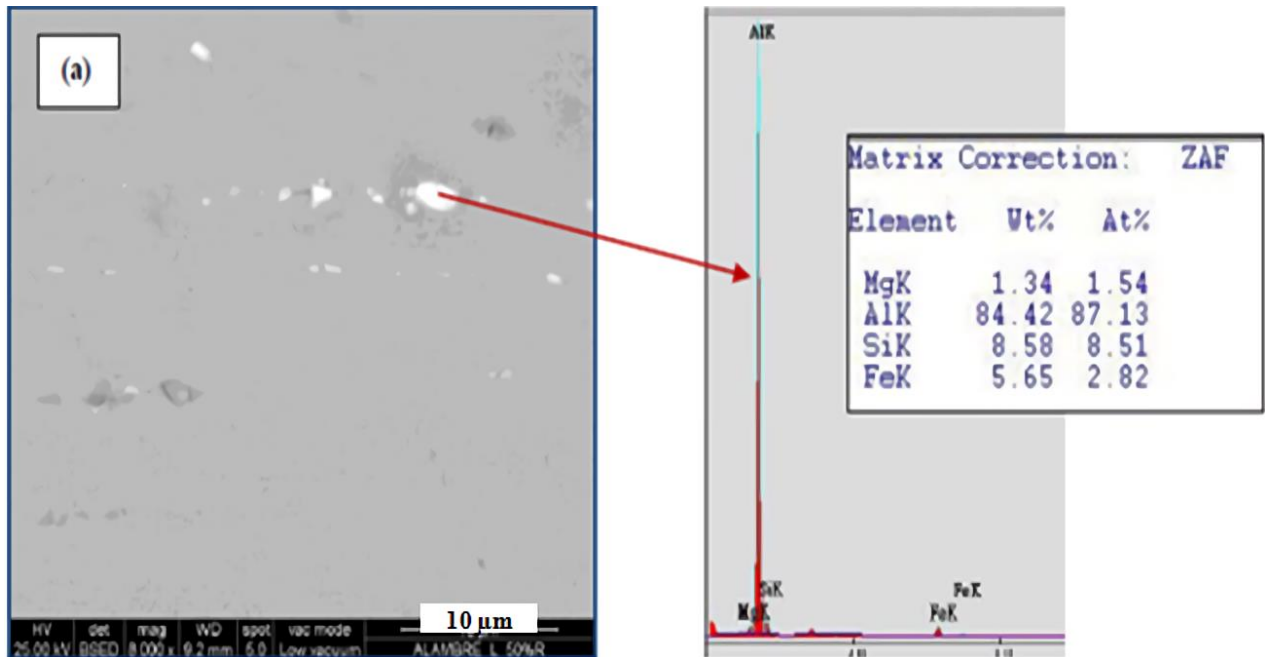 (a)
HV det mag WD spot vac mode
25.00 kV BSED 8 000 x 9.2 mm 5.0 Low vacuum
10 µm
ALAMBRE L 50%R
AlK
SiK
MgK
FeK
FeK
Matrix Correction: ZAF
Element Wt% At%
MgK 1.34 1.54
AlK 84.42 87.13
SiK 8.58 8.51
FeK 5.65 2.82